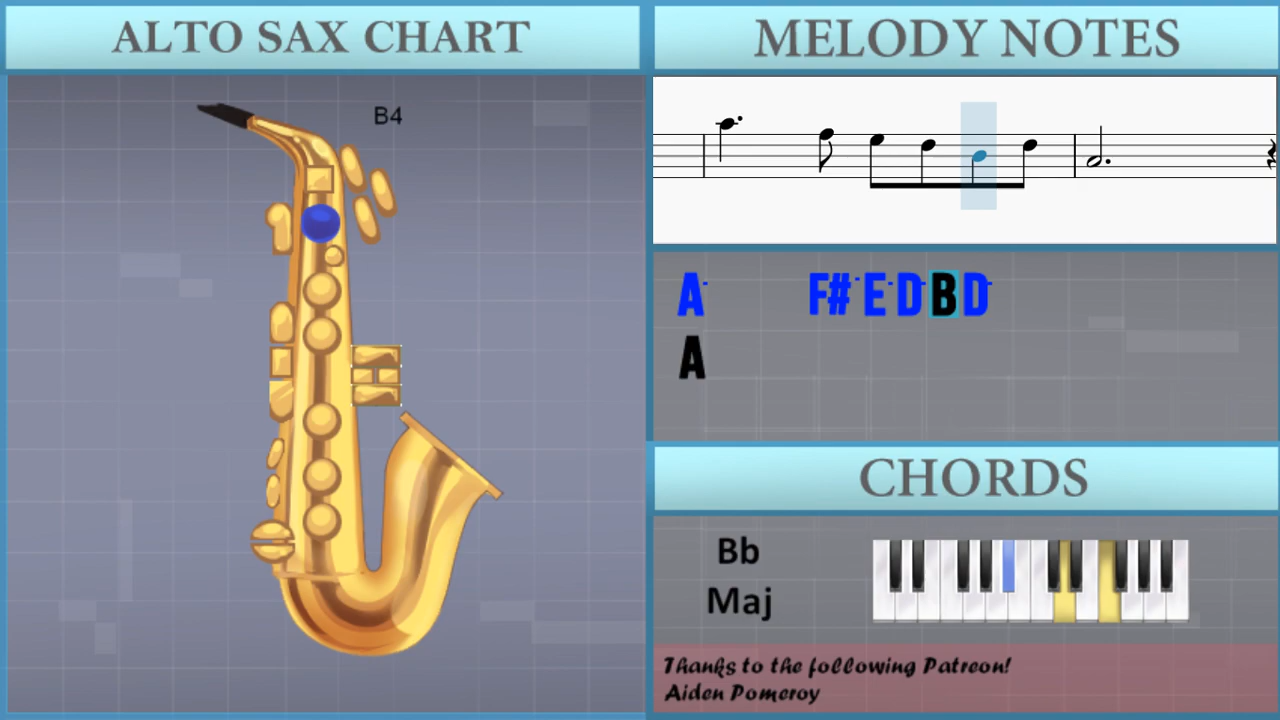 ALTO SAX CHART
B4
MELODY NOTES
A F# E D B D
A
CHORDS
Bb
Maj
Thanks to the following Patreon!
Aiden Pomeroy